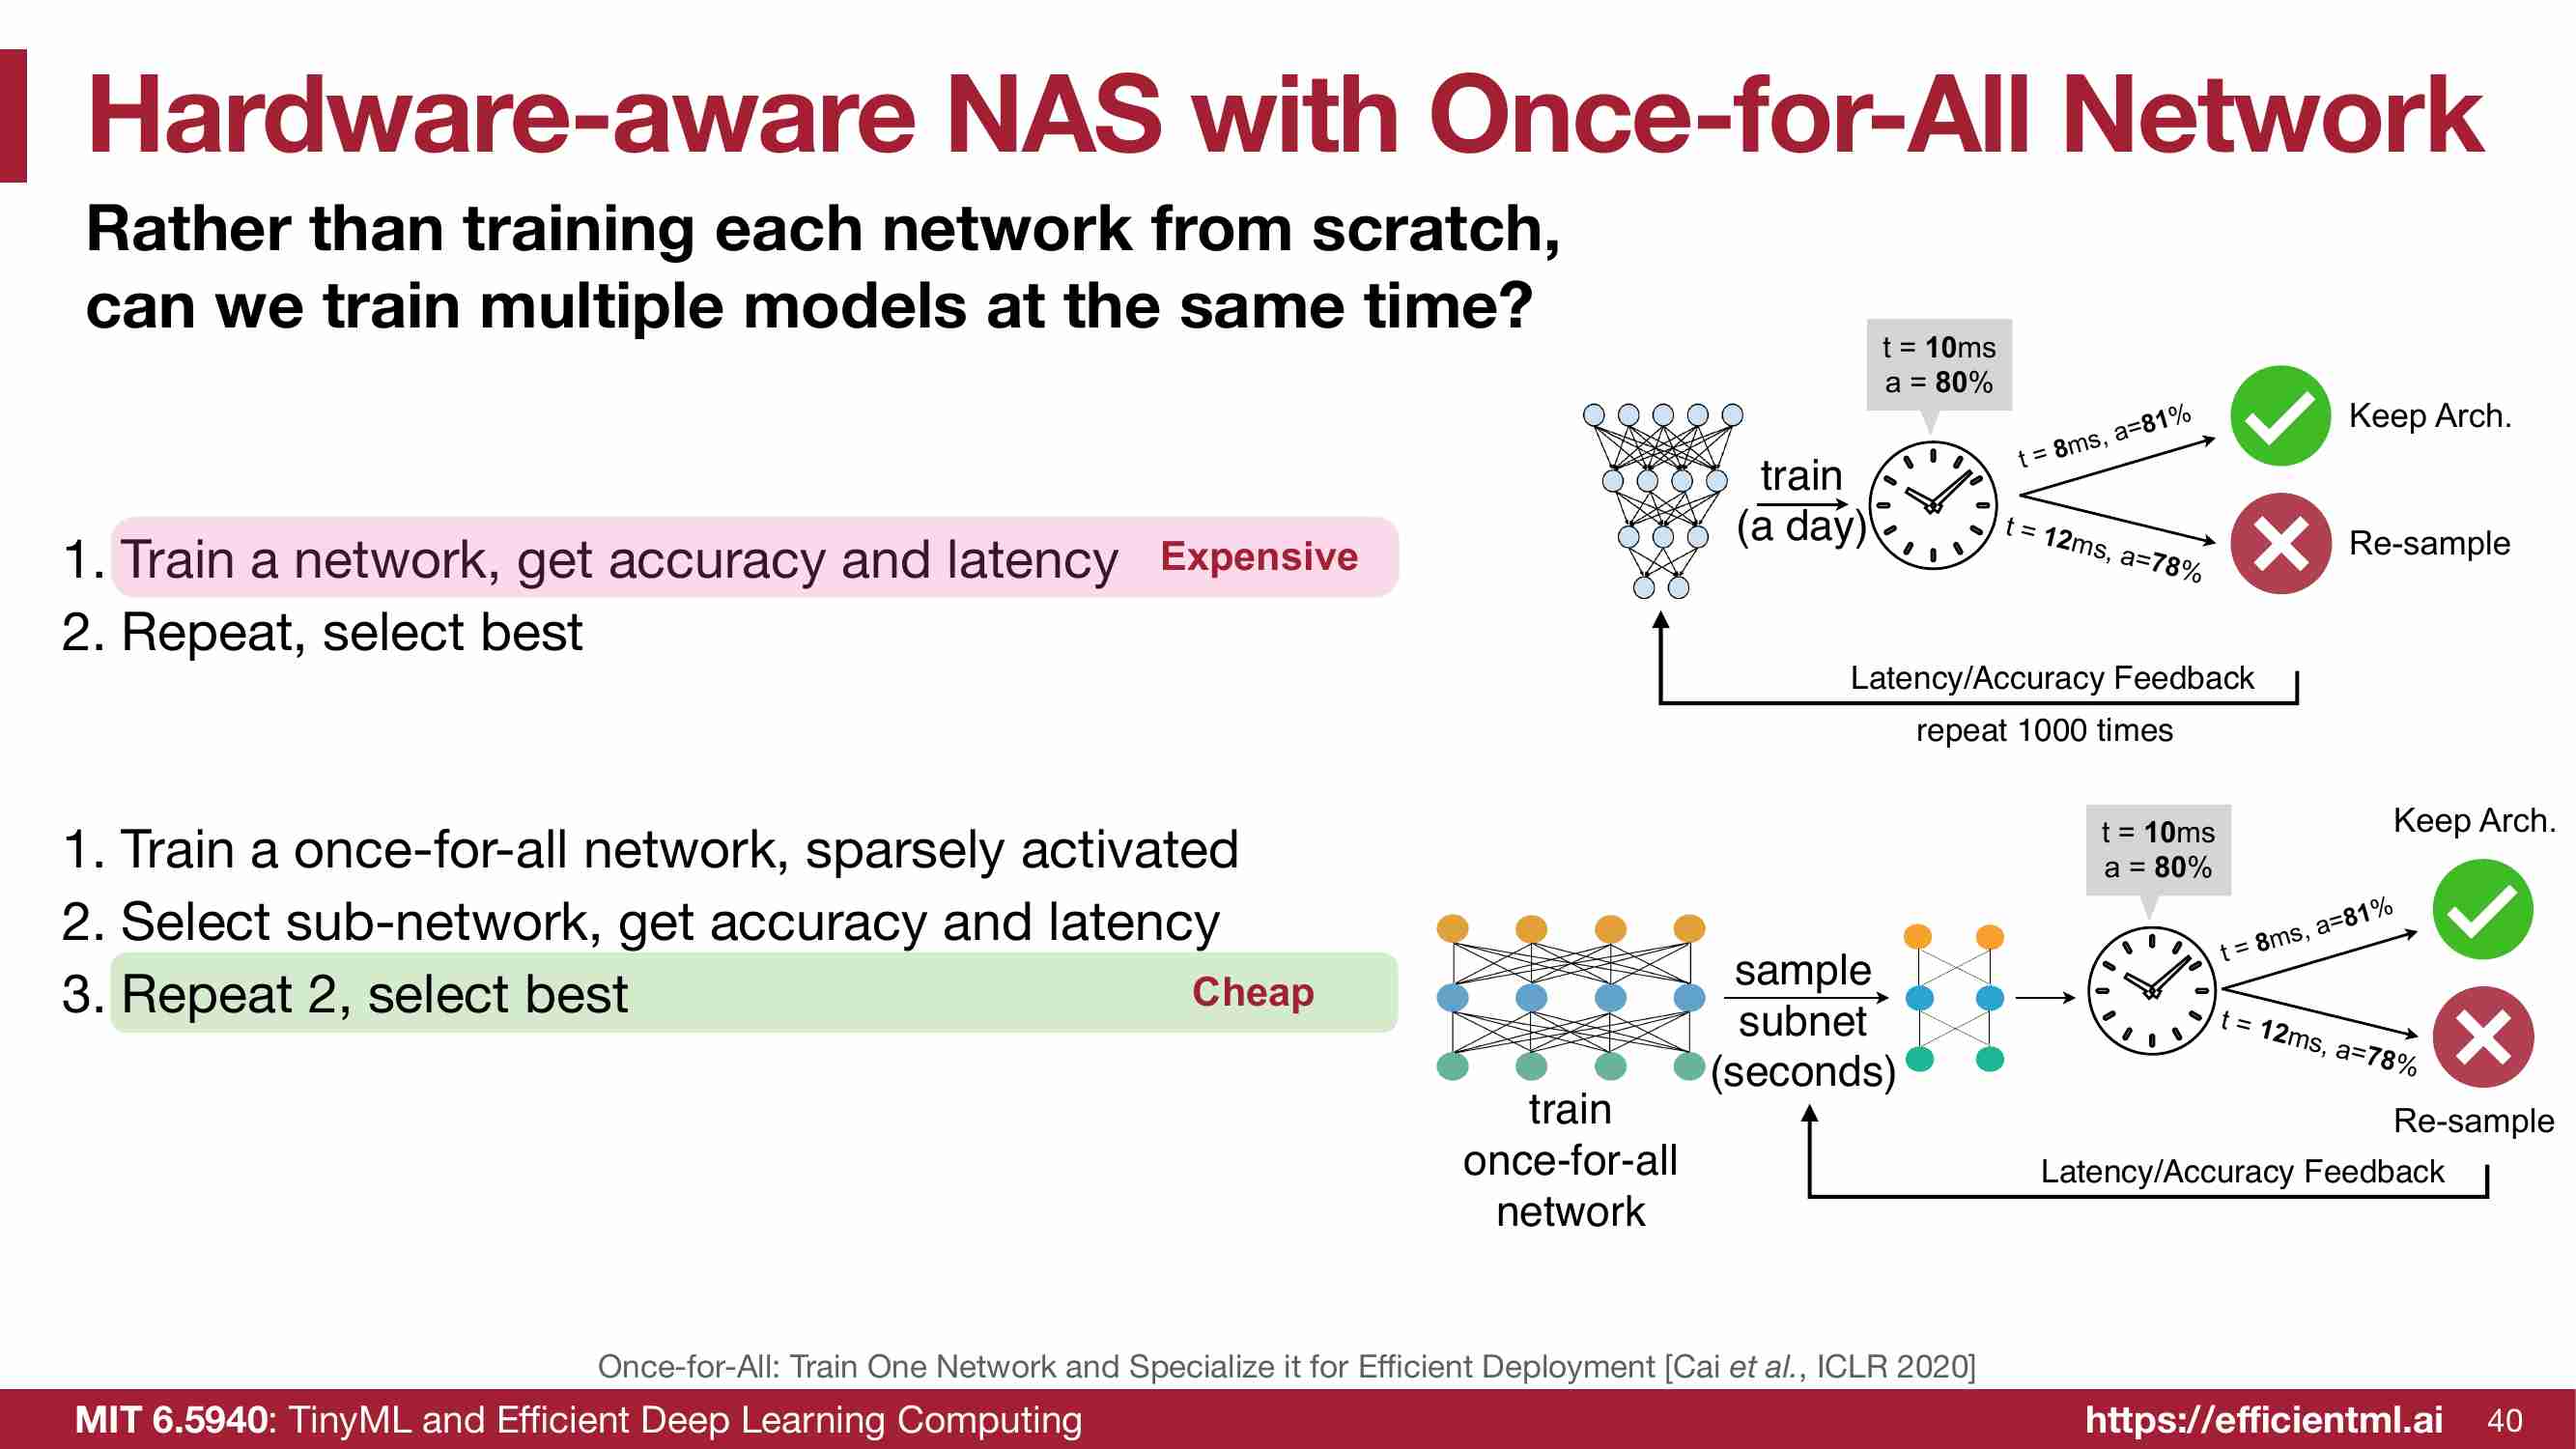 Hardware-aware NAS with Once-for-All Network
Rather than training each network from scratch,
can we train multiple models at the same time?
1. Train a network, get accuracy and latency Expensive
2. Repeat, select best
t = 10ms
a = 80%
train
(a day)
t = 8ms, a=81%
t = 12ms, a=78%
Keep Arch.
Re-sample
Latency/Accuracy Feedback
repeat 1000 times
1. Train a once-for-all network, sparsely activated
2. Select sub-network, get accuracy and latency
3. Repeat 2, select best Cheap
train
once-for-all
network
sample
subnet
(seconds)
t = 10ms
a = 80%
t = 8ms, a=81%
t = 12ms, a=78%
Keep Arch.
Re-sample
Latency/Accuracy Feedback
Once-for-All: Train One Network and Specialize it for Efficient Deployment [Cai et al., ICLR 2020]
MIT 6.5940: TinyML and Efficient Deep Learning Computing
https://efficientml.ai 40